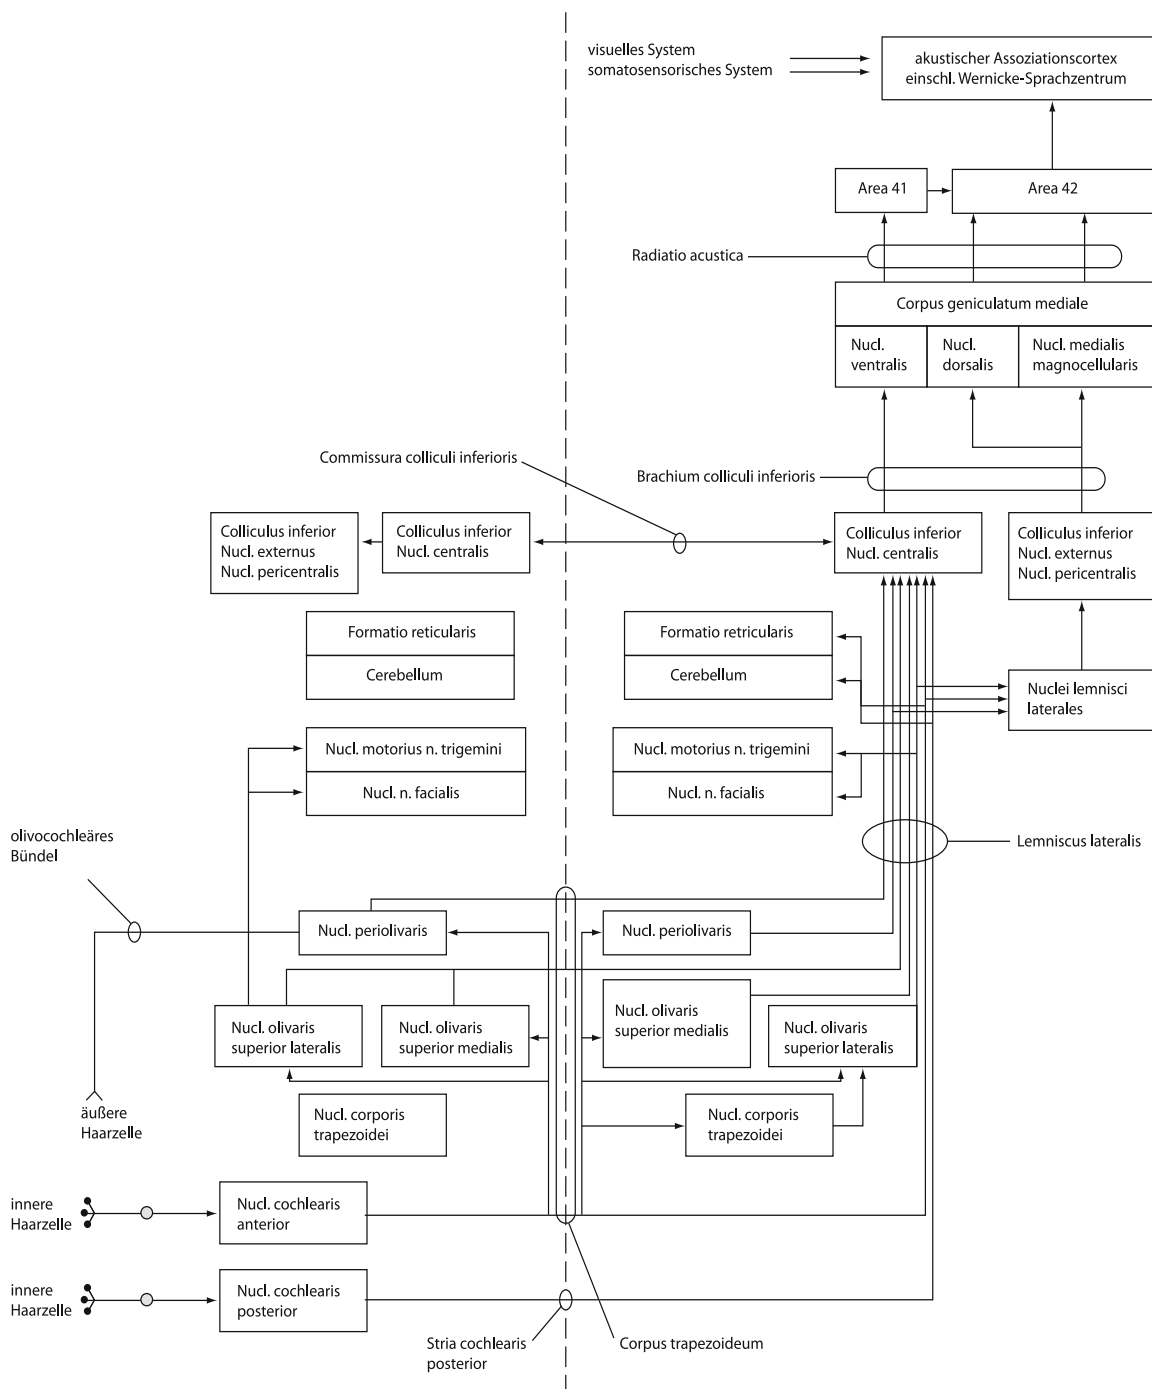 visuelles System
somatosensorisches System
akustischer Assoziationscortex
einschl. Wernicke-Sprachzentrum
Area 41
Area 42
Radiatio acustica
Corpus geniculatum mediale
Nucl.
ventralis
Nucl.
dorsalis
Nucl. medialis
magnocellularis
Commissura colliculi inferioris
Brachium colliculi inferioris
Colliculus inferior
Nucl. externus
Nucl. pericentralis
Colliculus inferior
Nucl. centralis
Colliculus inferior
Nucl. centralis
Colliculus inferior
Nucl. externus
Nucl. pericentralis
Formatio reticularis
Cerebellum
Formatio retricularis
Cerebellum
Nuclei lemnisci
laterales
Nucl. motorius n. trigemini
Nucl. n. facialis
Nucl. motorius n. trigemini
Nucl. n. facialis
olivocochleäres
Bündel
Lemniscus lateralis
Nucl. periolivaris
Nucl. periolivaris
Nucl. olivaris
superior lateralis
Nucl. olivaris
superior medialis
Nucl. olivaris
superior medialis
Nucl. olivaris
superior lateralis
äußere
Haarzelle
Nucl. corporis
trapezoidei
Nucl. corporis
trapezoidei
innere
Haarzelle
Nucl. cochlearis
anterior
innere
Haarzelle
Nucl. cochlearis
posterior
Stria cochlearis
posterior
Corpus trapezoideum